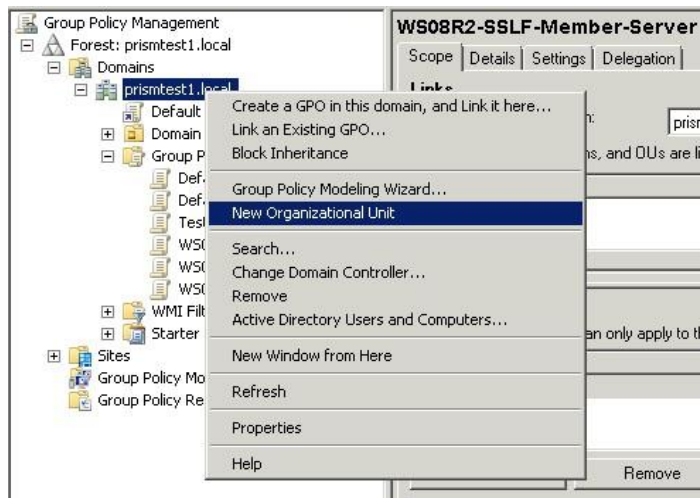 Group Policy Management
Forest: prismtest1.local
Domains
prismtest1.local
Default
Domain
Group P
Def
Def
Test
WS0
WS0
WS0
WMI Filt
Starter
Sites
Group Policy Mo
Group Policy Re
WS08R2-SSLF-Member-Server
Scope Details Settings Delegation
Links
n: prisn
ns, and OUs are li
an only apply to th
Remove
Create a GPO in this domain, and Link it here...
Link an Existing GPO...
Block Inheritance
Group Policy Modeling Wizard...
New Organizational Unit
Search...
Change Domain Controller...
Remove
Active Directory Users and Computers...
New Window from Here
Refresh
Properties
Help